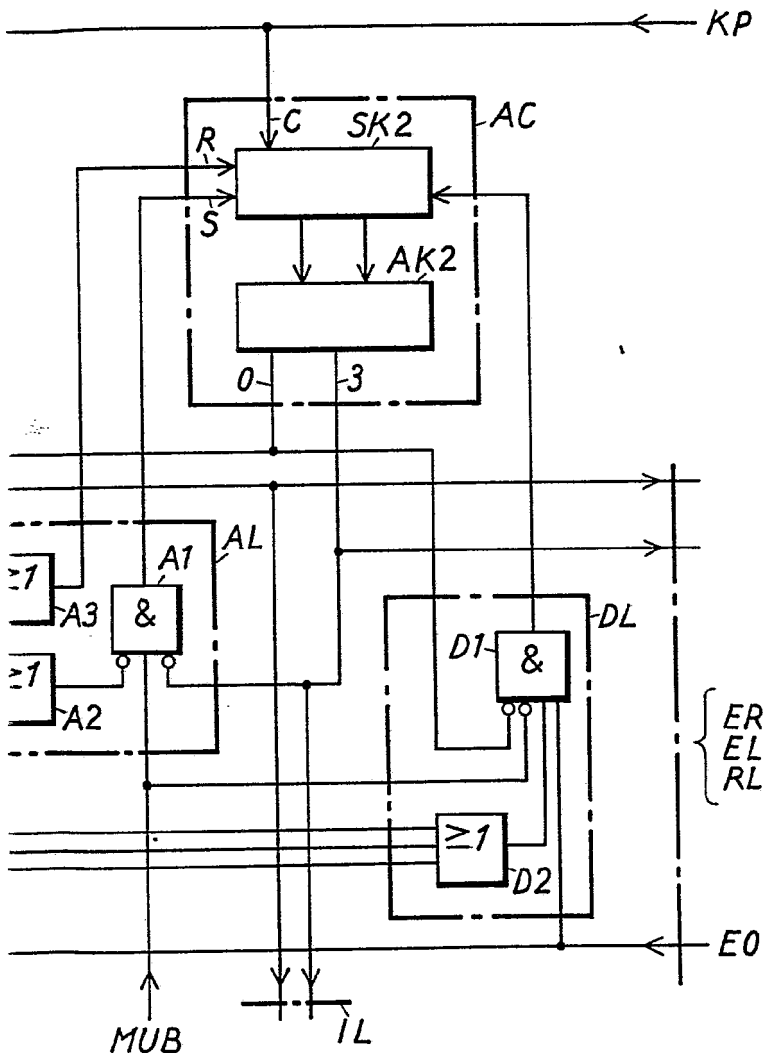 KP
C
SK2
AC
R
S
AK2
0
3
AL
A1
≥1
&
A3
DL
D1
&
≥1
A2
ER
EL
RL
≥1
D2
E0
MUB
IL